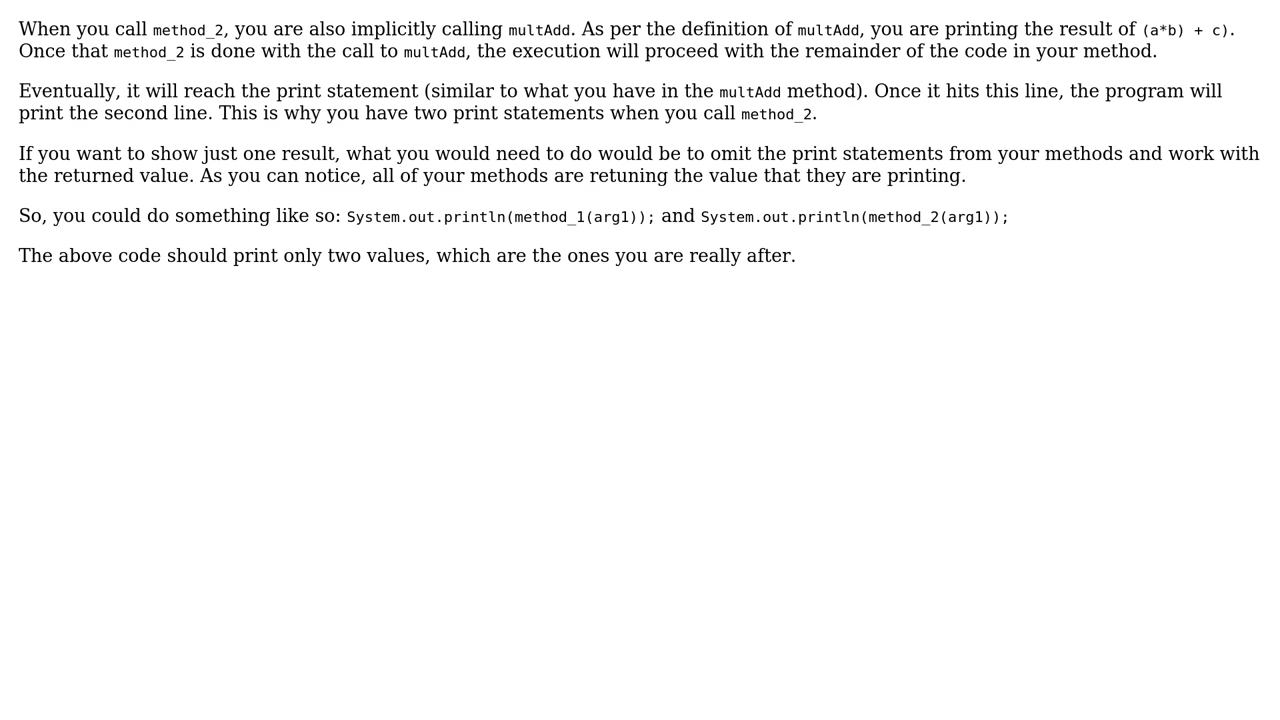 When you call method_2, you are also implicitly calling multAdd. As per the definition of multAdd, you are printing the result of (a*b) + c).
Once that method_2 is done with the call to multAdd, the execution will proceed with the remainder of the code in your method.
Eventually, it will reach the print statement (similar to what you have in the multAdd method). Once it hits this line, the program will
print the second line. This is why you have two print statements when you call method_2.
If you want to show just one result, what you would need to do would be to omit the print statements from your methods and work with
the returned value. As you can notice, all of your methods are retuning the value that they are printing.
So, you could do something like so: System.out.println(method_1(arg1)); and System.out.println(method_2(arg1));
The above code should print only two values, which are the ones you are really after.